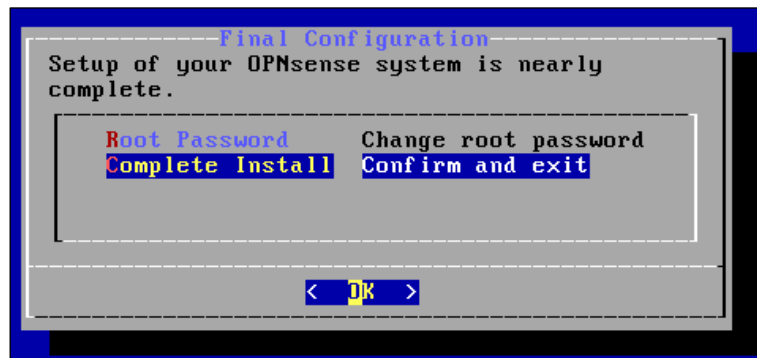 Final Configuration
Setup of your OPNsense system is nearly
complete.
Root Password Change root password
Complete Install Confirm and exit
< OK >